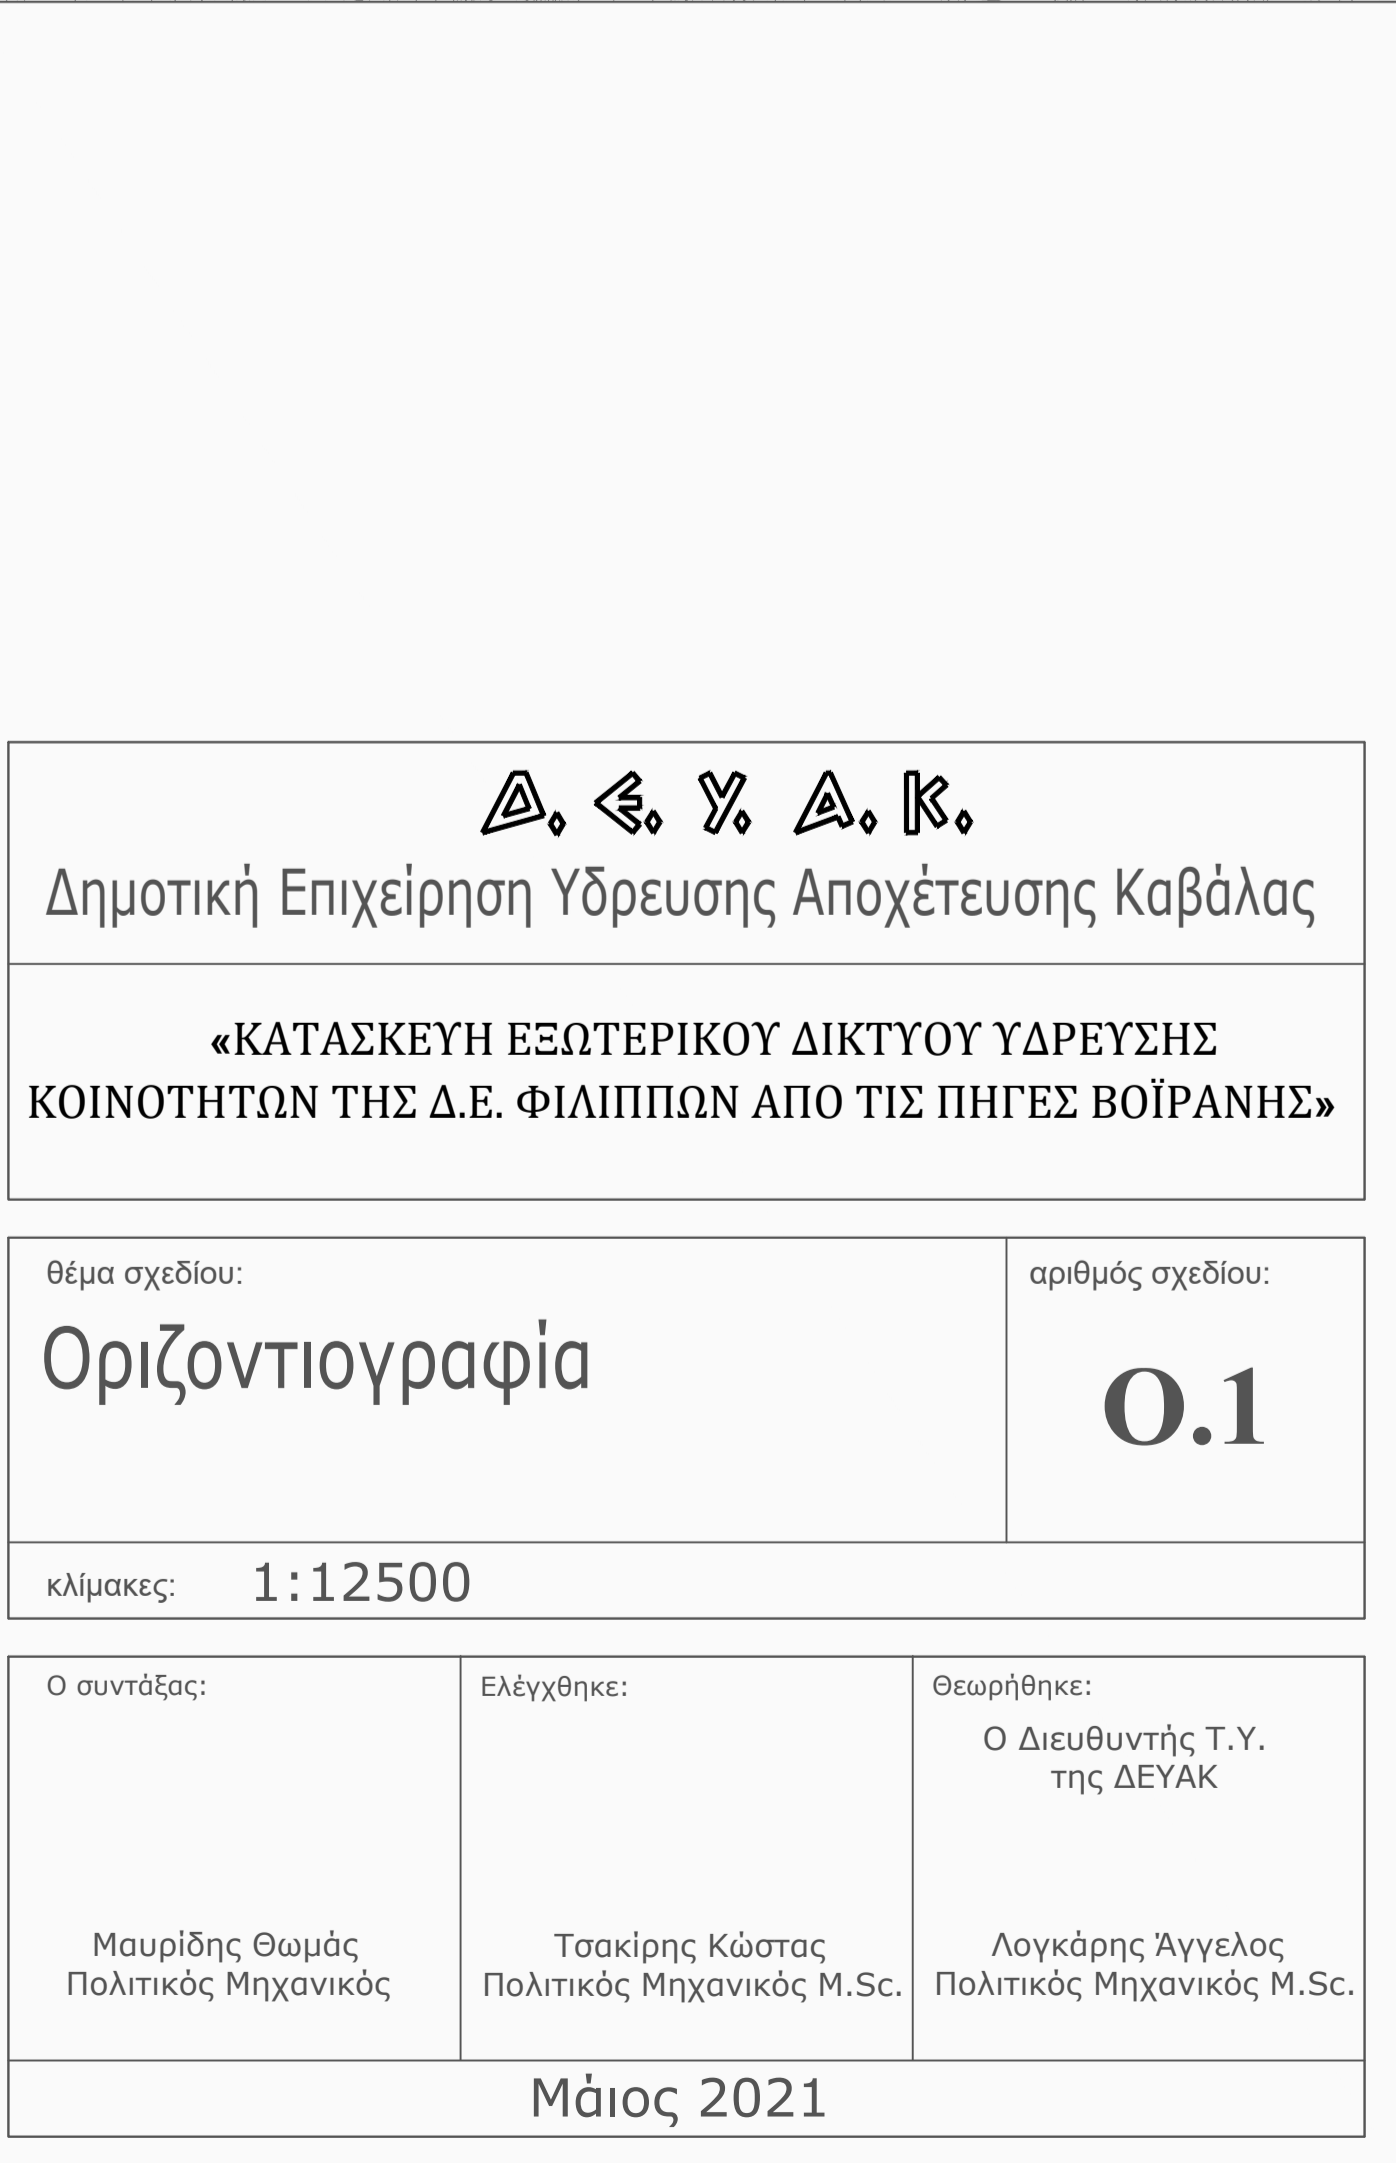 Δ. Ε. Υ. Α. Κ.
Δημοτική Επιχείρηση Υδρευσης Αποχέτευσης Καβάλας
«ΚΑΤΑΣΚΕΥΗ ΕΞΩΤΕΡΙΚΟΥ ΔΙΚΤΥΟΥ ΥΔΡΕΥΣΗΣ
ΚΟΙΝΟΤΗΤΩΝ ΤΗΣ Δ.Ε. ΦΙΛΙΠΠΩΝ ΑΠΟ ΤΙΣ ΠΗΓΕΣ ΒΟΪΡΑΝΗΣ»
θέμα σχεδίου:
Οριζοντιογραφία
αριθμός σχεδίου:
Ο.1
κλίμακες: 1:12500
Ο συντάξας:
Μαυρίδης Θωμάς
Πολιτικός Μηχανικός
Ελέγχθηκε:
Τσακίρης Κώστας
Πολιτικός Μηχανικός M.Sc.
Θεωρήθηκε:
Ο Διευθυντής Τ.Υ.
της ΔΕΥΑΚ
Λογκάρης Άγγελος
Πολιτικός Μηχανικός M.Sc.
Μάιος 2021